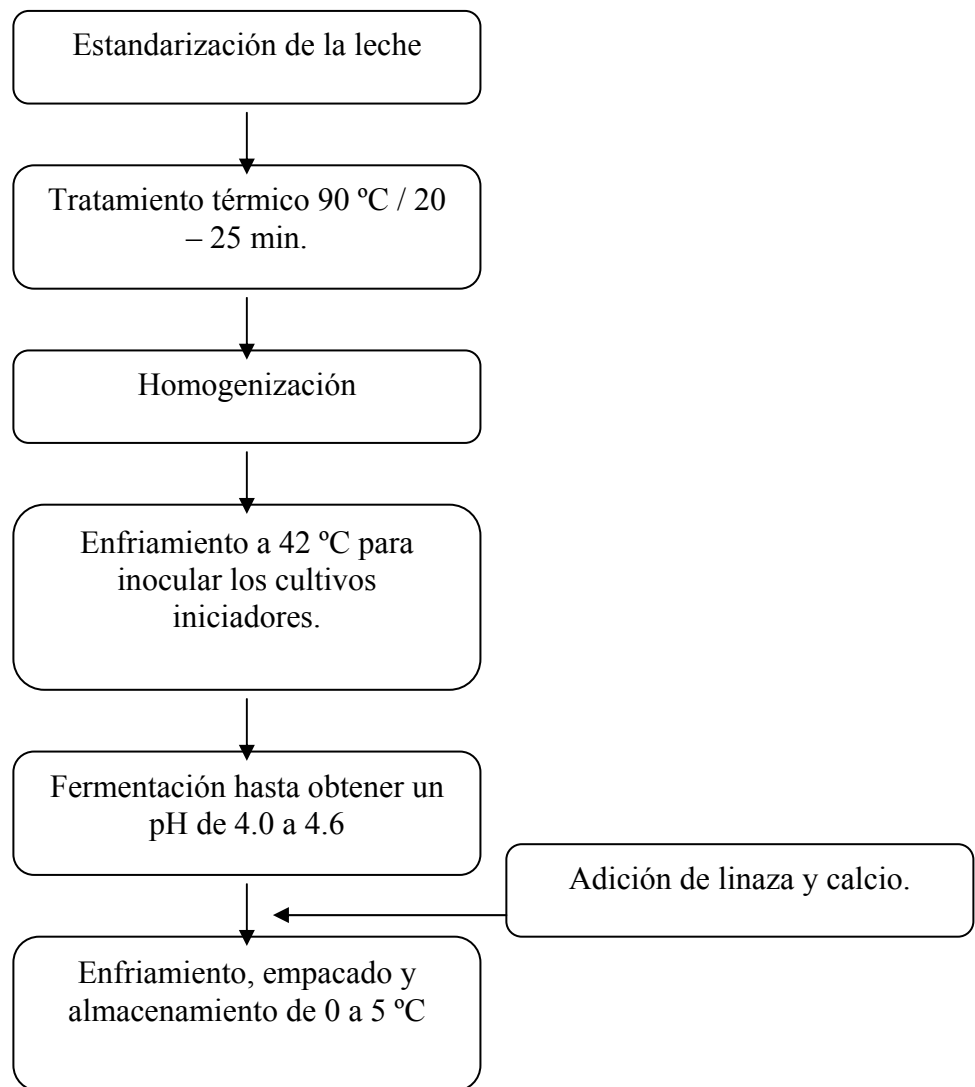 Estandarización de la leche
Tratamiento térmico 90 ºC / 20
– 25 min.
Homogenización
Enfriamiento a 42 ºC para
inocular los cultivos
iniciadores.
Fermentación hasta obtener un
pH de 4.0 a 4.6
Adición de linaza y calcio.
Enfriamiento, empacado y
almacenamiento de 0 a 5 ºC